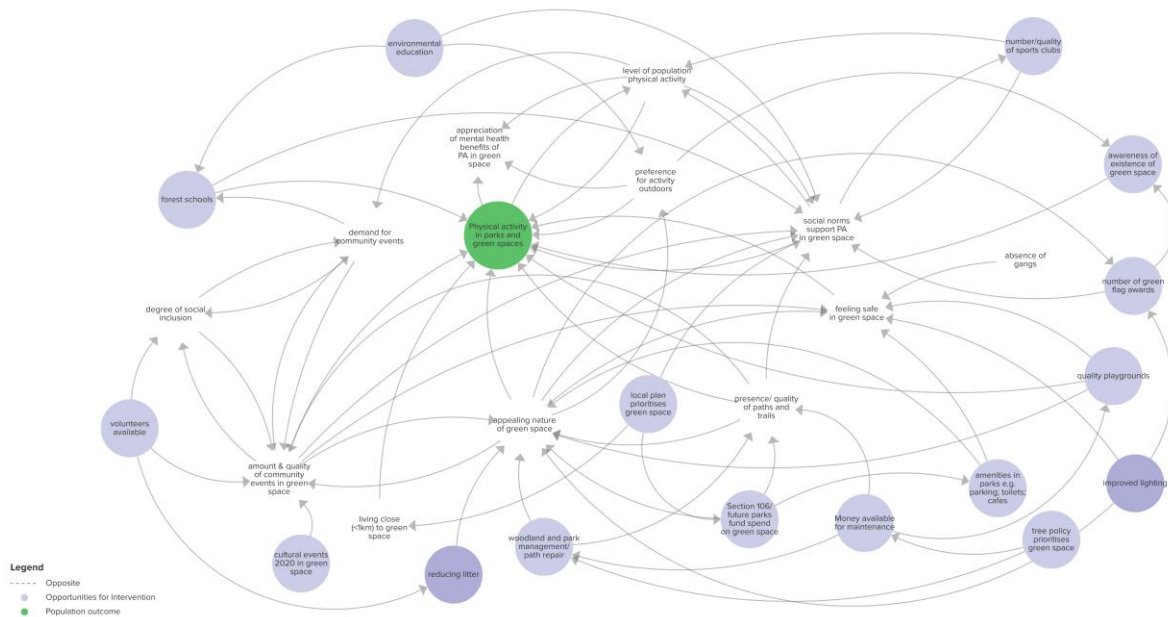 environmental
education
number/quality
of sports clubs
level of population
physical activity
appreciation
of mental health
benefits of
PA in green
space
awareness of
existence of
green space
preference
for activity
outdoors
forest schools
Physical activity
in parks and
green spaces
social norms
support PA
in green space
demand for
community events
absence of
gangs
number of green
flag awards
degree of social
inclusion
feeling safe
in green space
quality playgrounds
local plan
prioritises
green space
presence/ quality
of paths and
trails
volunteers
available
appealing nature
of green space
amount & quality
of community
events in green
space
amenities in
parks e.g.
parking; toilets;
cafes
improved lighting
living close
(<1km) to green
space
Section 106/
future parks
fund spend
on green space
Money available
for maintenance
tree policy
prioritises
green space
cultural events
2020 in green
space
woodland and park
management/
path repair
reducing litter
Legend
Opposite
Opportunities for intervention
Population outcome